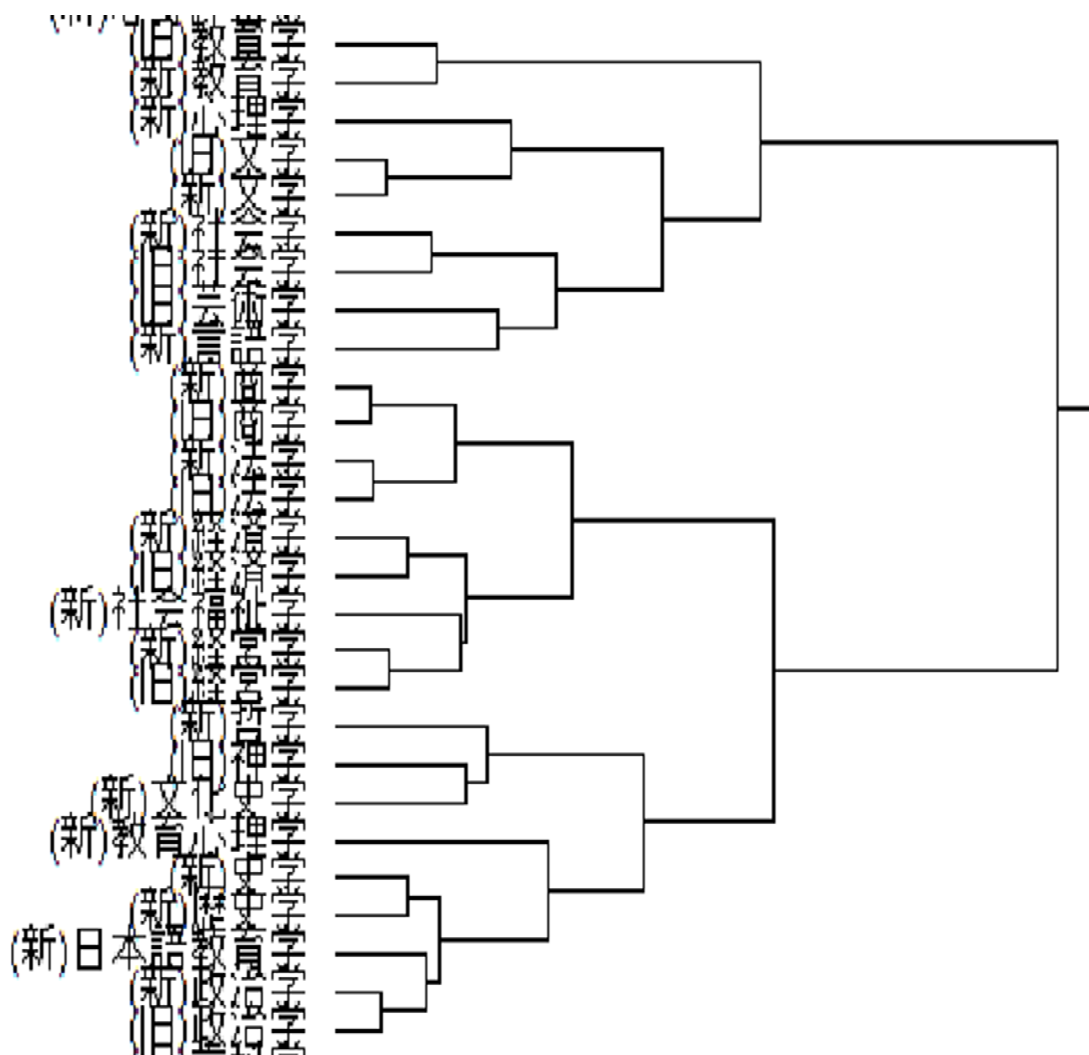 (旧)教育学
(新)教育学
(新)心理学
(旧)文学
(新)文学
(新)社会学
(旧)社会学
(旧)芸術学
(新)言語学
(新)商学
(旧)商学
(新)法学
(旧)法学
(新)経済学
(旧)経済学
(新)社会福祉学
(新)経営学
(旧)経営学
(新)哲学
(旧)神学
(新)文化史学
(新)教育心理学
(新)史学
(新)歴史学
(新)日本語教育学
(新)政治学
(旧)政治学